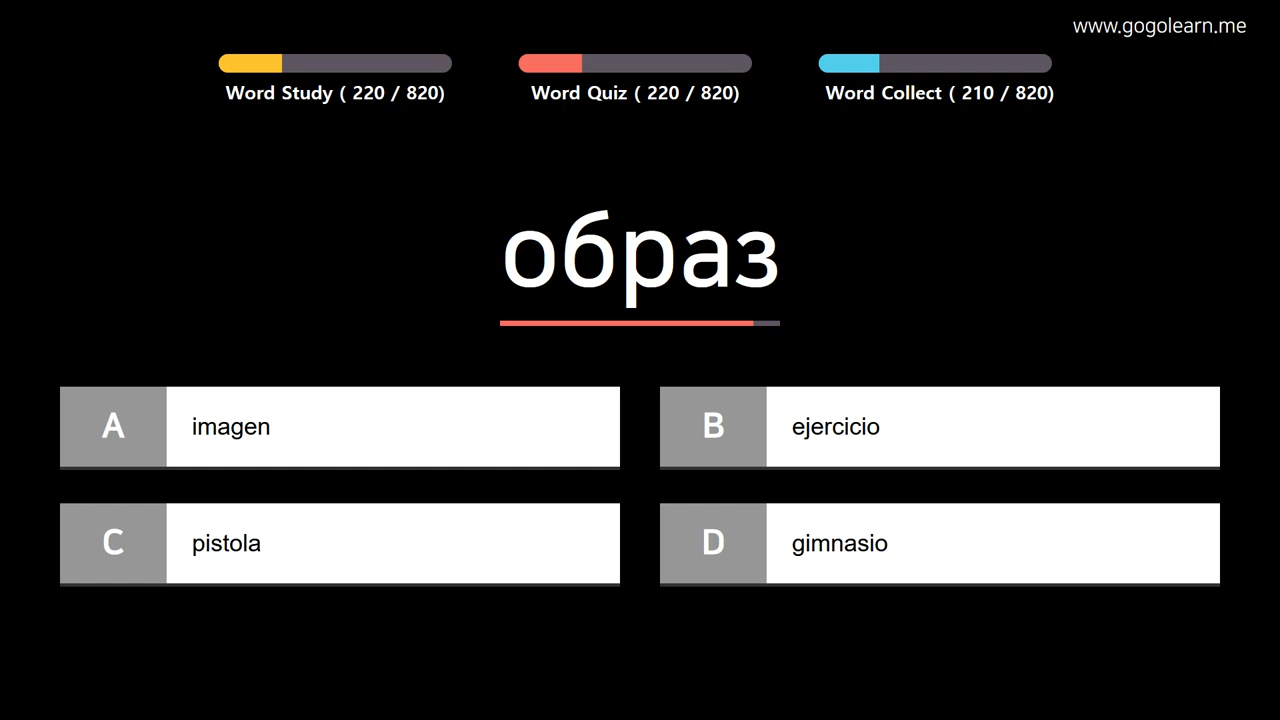 www.gogolearn.me
Word Study ( 220 / 820)
Word Quiz ( 220 / 820)
Word Collect ( 210 / 820)
образ
A imagen
B ejercicio
C pistola
D gimnasio